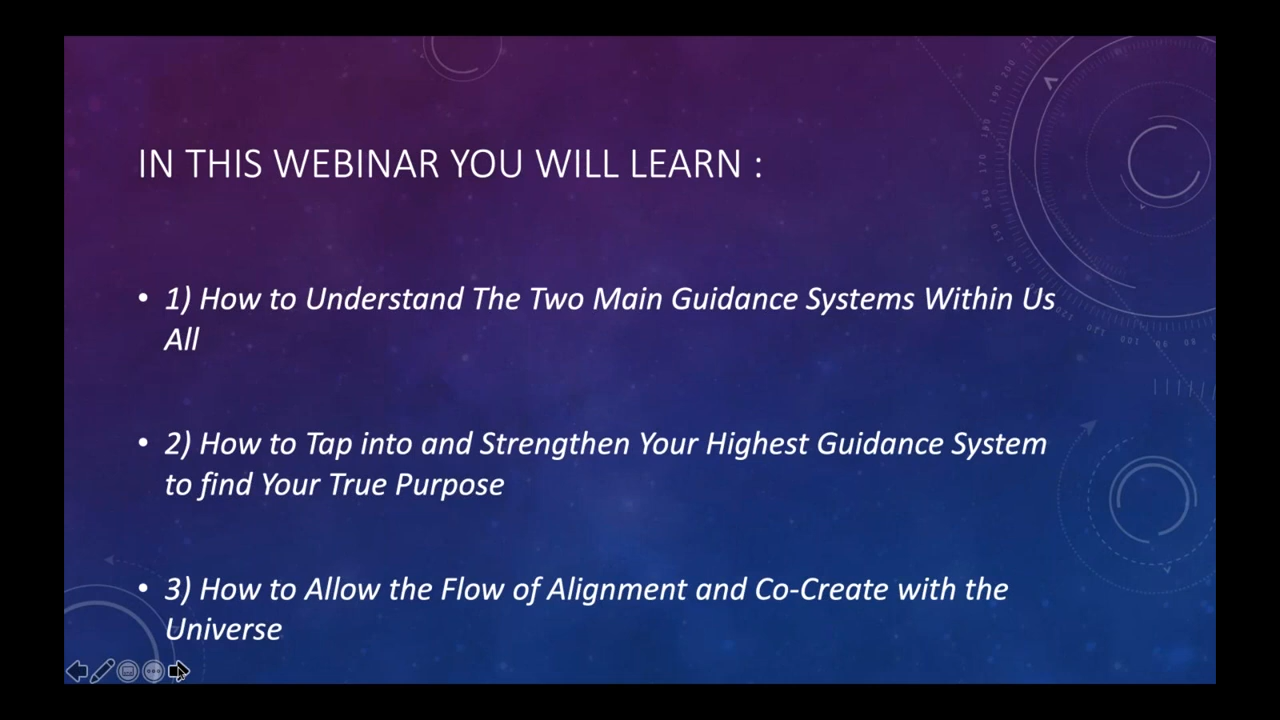 IN THIS WEBINAR YOU WILL LEARN :
• 1) How to Understand The Two Main Guidance Systems Within Us
All
• 2) How to Tap into and Strengthen Your Highest Guidance System
to find Your True Purpose
• 3) How to Allow the Flow of Alignment and Co-Create with the
Universe